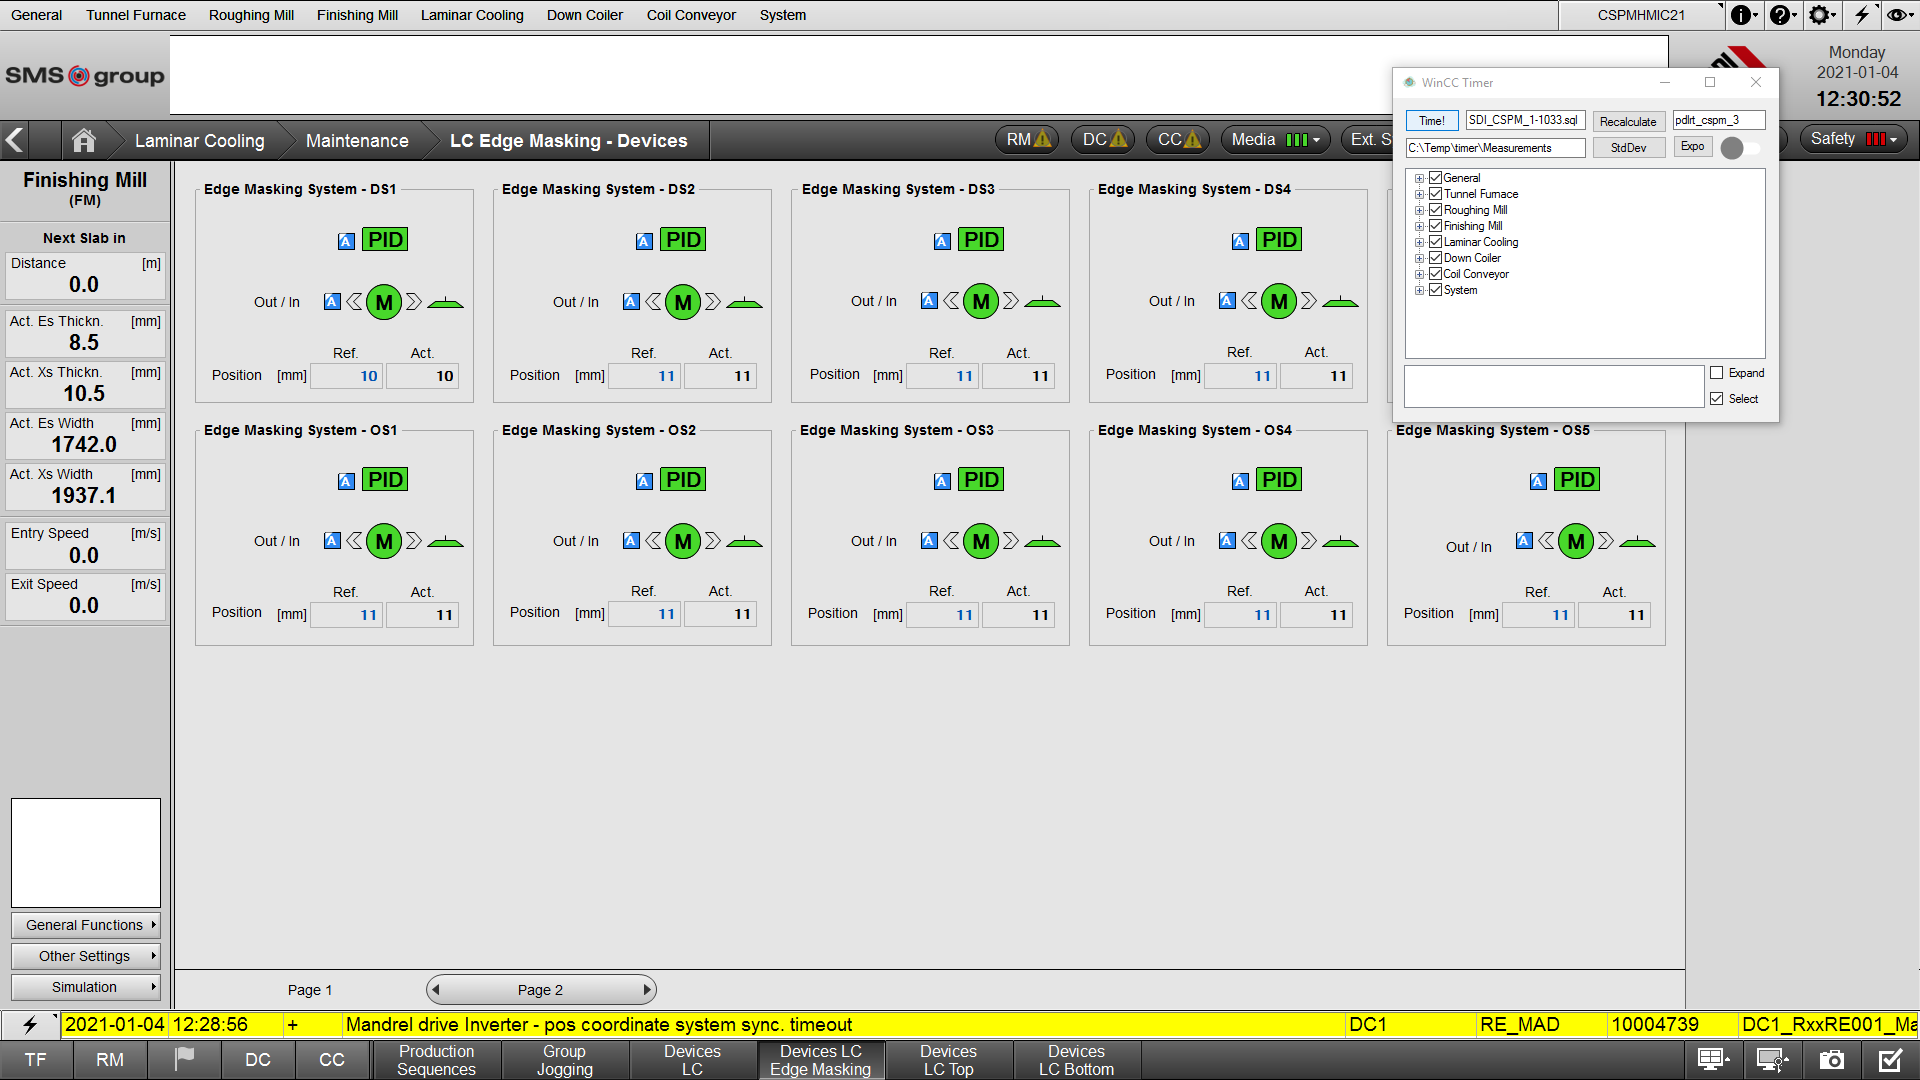 General Tunnel Furnace Roughing Mill Finishing Mill Laminar Cooling Down Coiler Coil Conveyor System CSPMHMIC21
SMS group
Monday
2021-01-04
12:30:52
Laminar Cooling Maintenance LC Edge Masking - Devices RM DC CC Media Ext. S Safety
WinCC Timer
Time! SDI_CSPM_1-1033.sql Recalculate pdlrt_cspm_3
C:\Temp\timer\Measurements StdDev Expo
General
Tunnel Furnace
Roughing Mill
Finishing Mill
Laminar Cooling
Down Coiler
Coil Conveyor
System
Expand
Select
Finishing Mill
(FM)
Next Slab in
Distance [m]
0.0
Act. Es Thickn. [mm]
8.5
Act. Xs Thickn. [mm]
10.5
Act. Es Width [mm]
1742.0
Act. Xs Width [mm]
1937.1
Entry Speed [m/s]
0.0
Exit Speed [m/s]
0.0
General Functions
Other Settings
Simulation
Edge Masking System - DS1
A PID
Out / In A M
Ref. Act.
Position [mm] 10 10
Edge Masking System - DS2
A PID
Out / In A M
Ref. Act.
Position [mm] 11 11
Edge Masking System - DS3
A PID
Out / In A M
Ref. Act.
Position [mm] 11 11
Edge Masking System - DS4
A PID
Out / In A M
Ref. Act.
Position [mm] 11 11
Edge Masking System - OS1
A PID
Out / In A M
Ref. Act.
Position [mm] 11 11
Edge Masking System - OS2
A PID
Out / In A M
Ref. Act.
Position [mm] 11 11
Edge Masking System - OS3
A PID
Out / In A M
Ref. Act.
Position [mm] 11 11
Edge Masking System - OS4
A PID
Out / In A M
Ref. Act.
Position [mm] 11 11
Edge Masking System - OS5
A PID
Out / In A M
Ref. Act.
Position [mm] 11 11
Page 1 Page 2
2021-01-04 12:28:56 + Mandrel drive Inverter - pos coordinate system sync. timeout DC1 RE_MAD 10004739 DC1_RxxRE001_Ma
TF RM DC CC
Production
Sequences
Group
Jogging
Devices
LC
Devices LC
Edge Masking
Devices
LC Top
Devices
LC Bottom